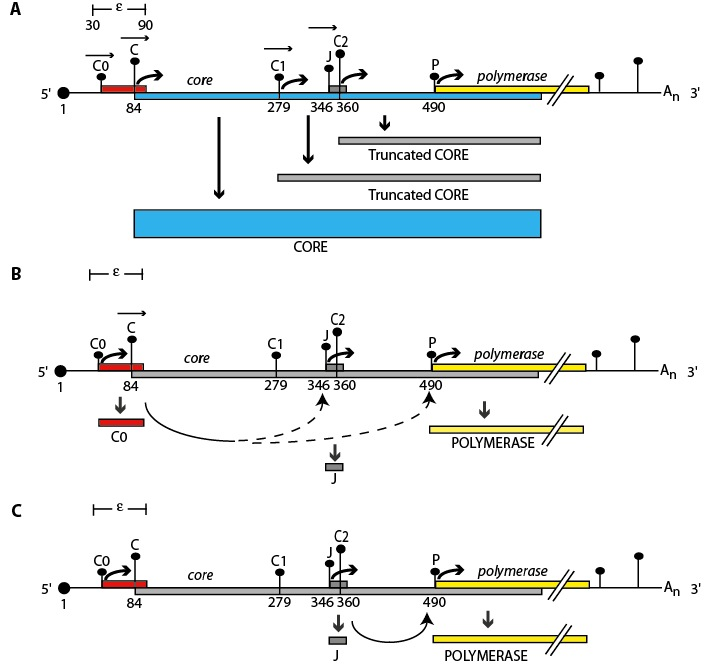 A
ε
30 90
C0 C C1 J C2 P
core polymerase
5' An 3'
1 84 279 346 360 490
Truncated CORE
Truncated CORE
CORE
B
ε
C0 C C1 J C2 P
core polymerase
5' An 3'
1 84 279 346 360 490
C0 POLYMERASE
J
C
ε
C0 C C1 J C2 P
core polymerase
5' An 3'
1 84 279 346 360 490
J POLYMERASE